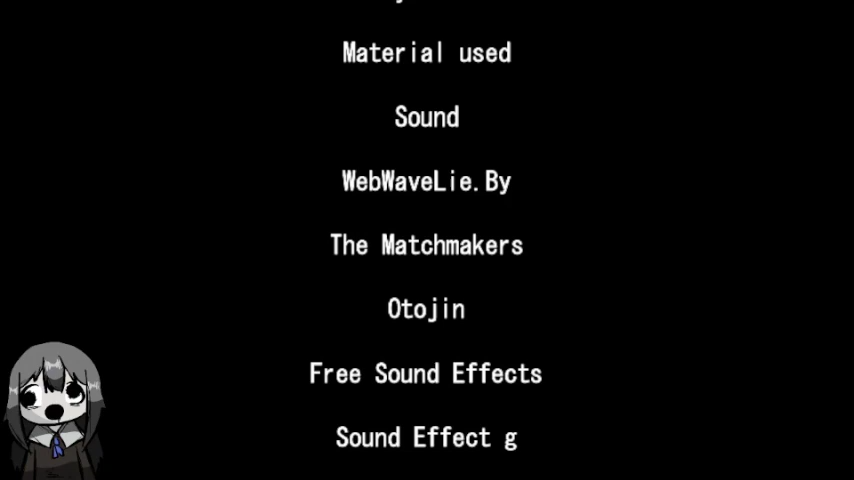 Material used
Sound
WebWaveLie.By
The Matchmakers
Otojin
Free Sound Effects
Sound Effect g